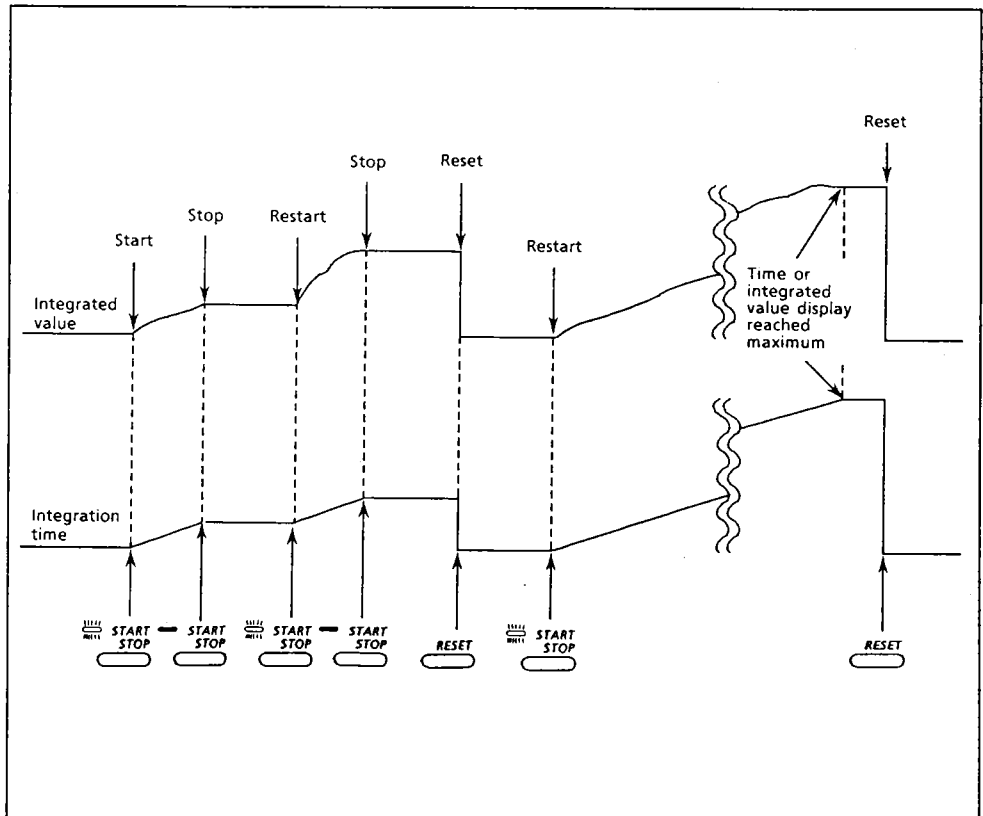 Reset
Stop
Reset
Stop
Restart
Start
Restart
Integrated
value
Time or
integrated
value display
reached
maximum
Integration
time
START
STOP
START
STOP
START
STOP
START
STOP
RESET
START
STOP
RESET